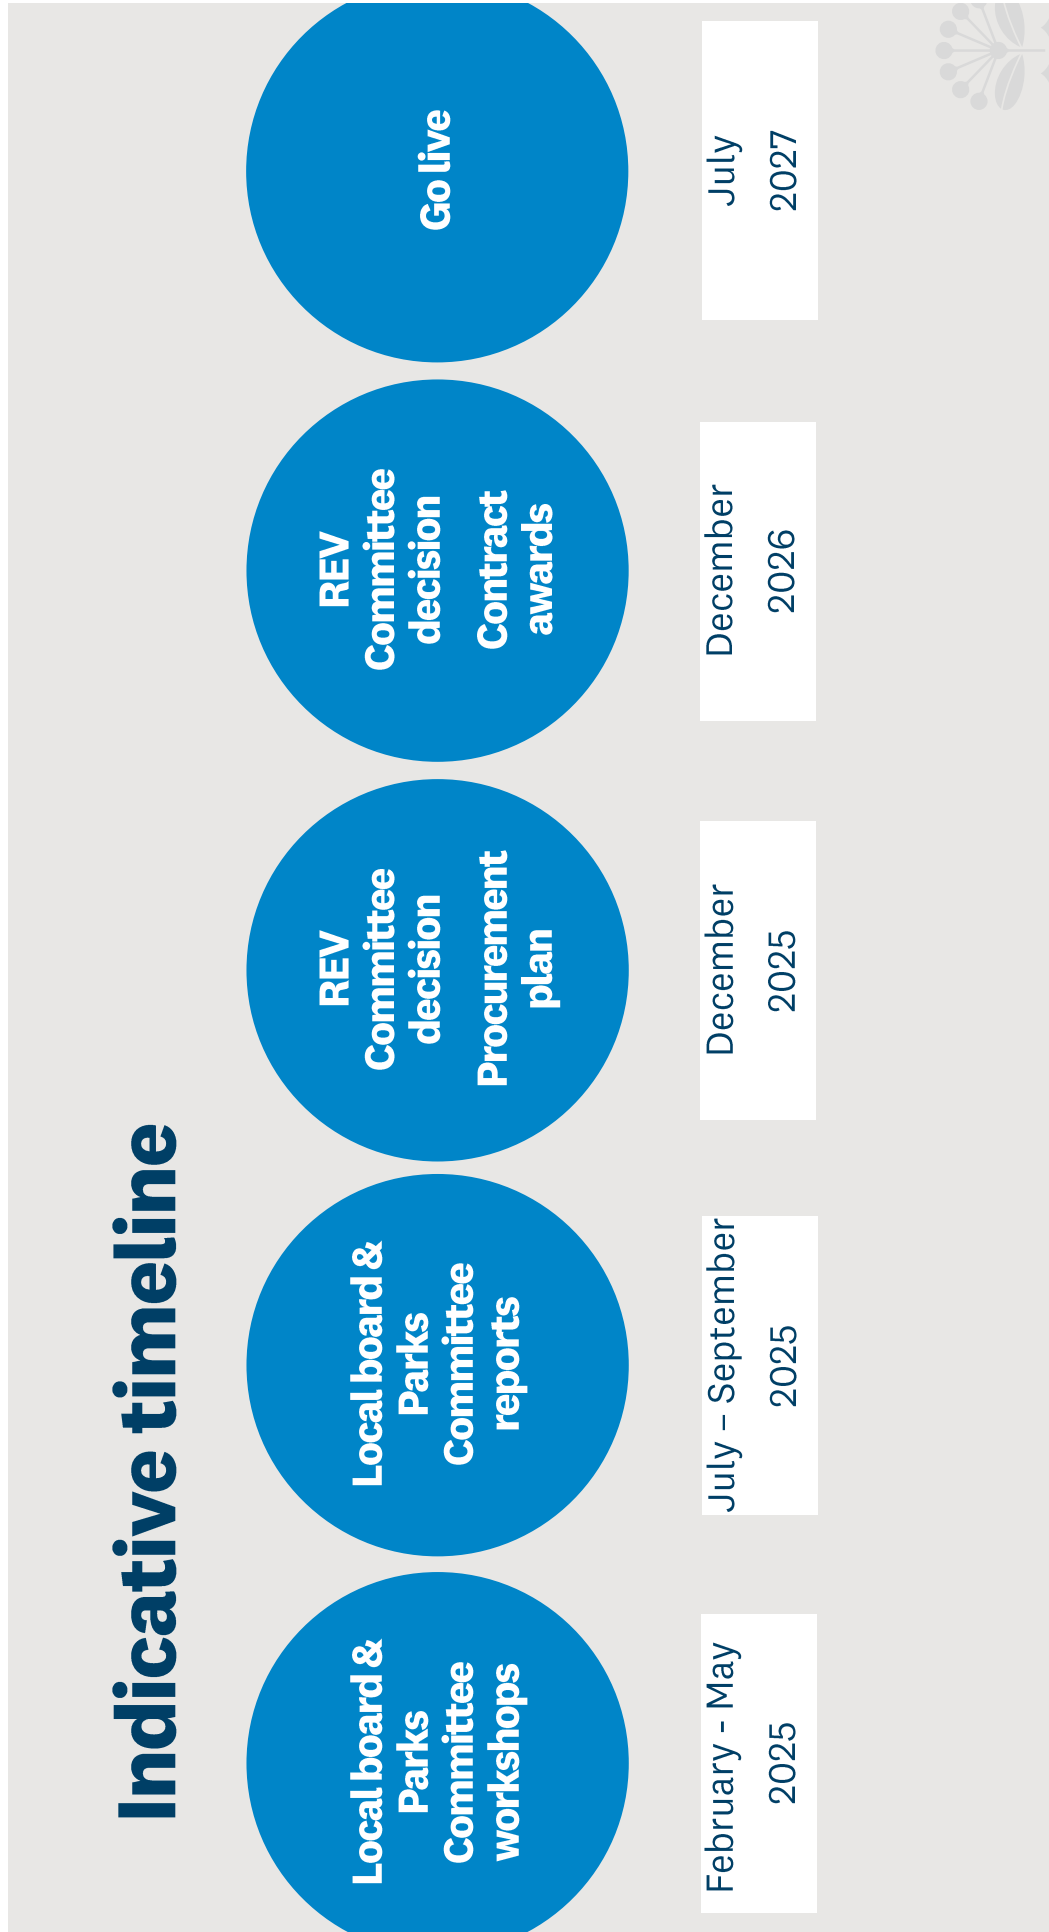 Indicative timeline
Local board &
Parks
Committee
workshops
February - May
2025
Local board &
Parks
Committee
reports
July – September
2025
REV
Committee
decision
Procurement
plan
December
2025
REV
Committee
decision
Contract
awards
December
2026
Go live
July
2027